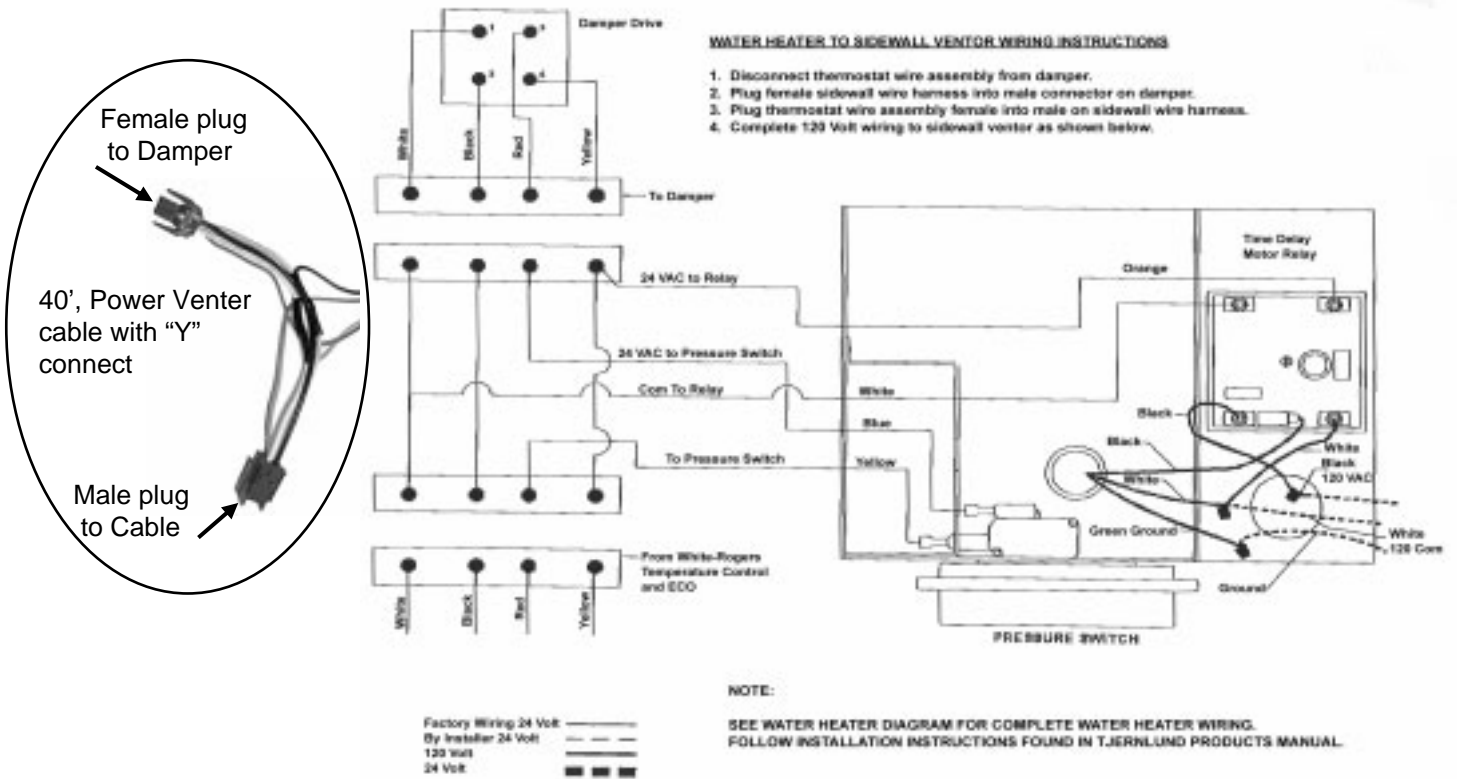 Damper Drive
1
3
4
WATER HEATER TO SIDEWALL VENTOR WIRING INSTRUCTIONS
1. Disconnect thermostat wire assembly from damper.
2. Plug female sidewall wire harness into male connector on damper.
3. Plug thermostat wire assembly female into male on sidewall wire harness.
4. Complete 120 Volt wiring to sidewall ventor as shown below.
Female plug
to Damper
White
Black
Red
Yellow
To Damper
Time Delay
Motor Relay
Orange
24 VAC to Relay
40', Power Venter
cable with “Y”
connect
24 VAC to Pressure Switch
Com To Relay
White
Blue
Black
To Pressure Switch
Yellow
Black
White
White
Black
120 VAC
Male plug
to Cable
Green Ground
White
120 Com
From White-Rogers
Temperature Control
and ECO
Ground
White
Black
Red
Yellow
PRESSURE SWITCH
NOTE:
SEE WATER HEATER DIAGRAM FOR COMPLETE WATER HEATER WIRING.
FOLLOW INSTALLATION INSTRUCTIONS FOUND IN TJERNLUND PRODUCTS MANUAL.
Factory Wiring 24 Volt
By Installer 24 Volt
120 Volt
24 Volt